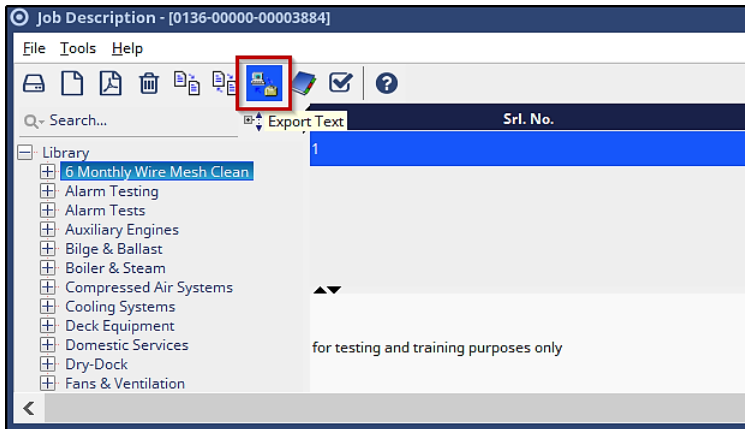 Job Description - [0136-00000-00003884]
File Tools Help
Search...
Export Text
Srl. No.
Library
1
6 Monthly Wire Mesh Clean
Alarm Testing
Alarm Tests
Auxiliary Engines
Bilge & Ballast
Boiler & Steam
Compressed Air Systems
Cooling Systems
Deck Equipment
Domestic Services
for testing and training purposes only
Dry-Dock
Fans & Ventilation